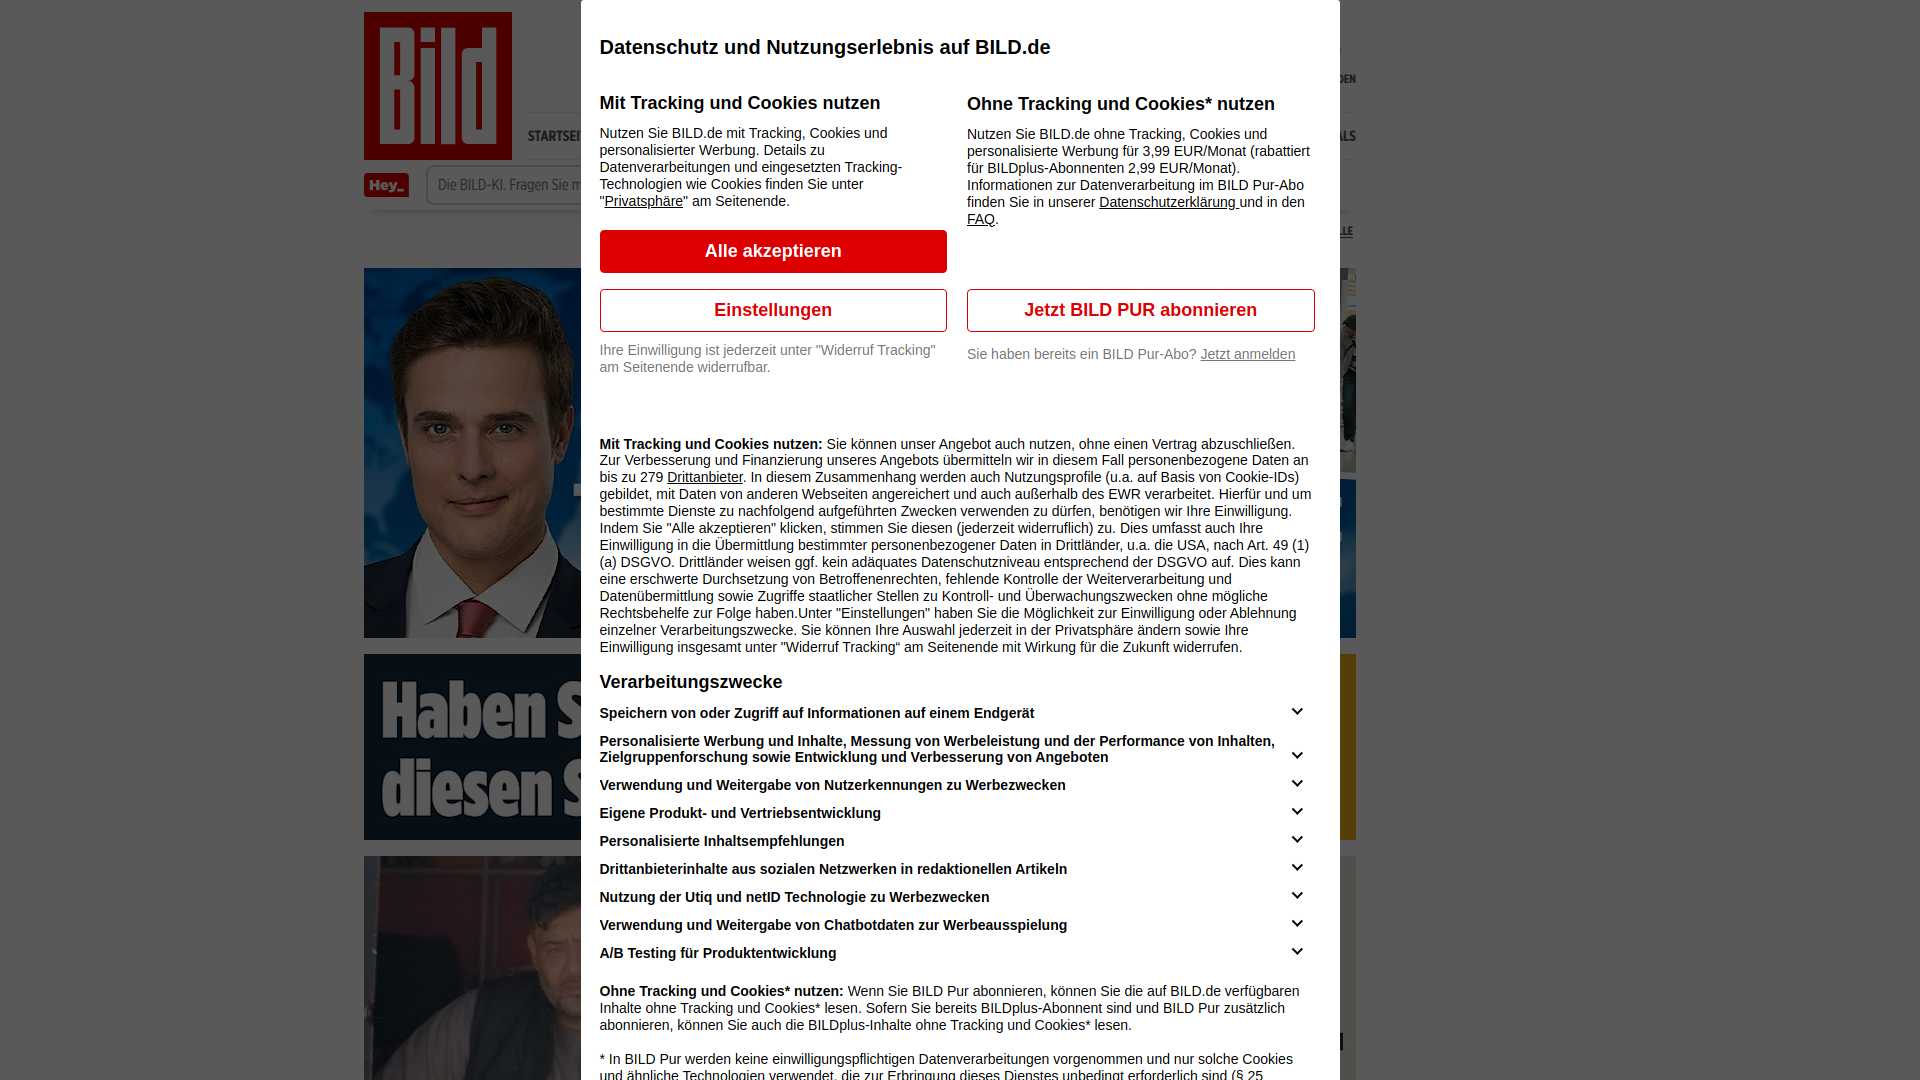 Bild
Datenschutz und Nutzungserlebnis auf BILD.de
Mit Tracking und Cookies nutzen
Nutzen Sie BILD.de mit Tracking, Cookies und
personalisierter Werbung. Details zu
Datenverarbeitungen und eingesetzten Tracking-
Technologien wie Cookies finden Sie unter
"Privatsphäre" am Seitenende.
Alle akzeptieren
Einstellungen
Ihre Einwilligung ist jederzeit unter "Widerruf Tracking"
am Seitenende widerrufbar.
Ohne Tracking und Cookies* nutzen
Nutzen Sie BILD.de ohne Tracking, Cookies und
personalisierte Werbung für 3,99 EUR/Monat (rabattiert
für BILDplus-Abonnenten 2,99 EUR/Monat).
Informationen zur Datenverarbeitung im BILD Pur-Abo
finden Sie in unserer Datenschutzerklärung und in den
FAQ.
Jetzt BILD PUR abonnieren
Sie haben bereits ein BILD Pur-Abo? Jetzt anmelden
Hey_
Die BILD-KI. Fragen Sie
Mit Tracking und Cookies nutzen: Sie können unser Angebot auch nutzen, ohne einen Vertrag abzuschließen.
Zur Verbesserung und Finanzierung unseres Angebots übermitteln wir in diesem Fall personenbezogene Daten an
bis zu 279 Drittanbieter. In diesem Zusammenhang werden auch Nutzungsprofile (u.a. auf Basis von Cookie-IDs)
gebildet, mit Daten von anderen Webseiten angereichert und auch außerhalb des EWR verarbeitet. Hierfür und um
bestimmte Dienste zu nachfolgend aufgeführten Zwecken verwenden zu dürfen, benötigen wir Ihre Einwilligung.
Indem Sie "Alle akzeptieren" klicken, stimmen Sie diesen (jederzeit widerruflich) zu. Dies umfasst auch Ihre
Einwilligung in die Übermittlung bestimmter personenbezogener Daten in Drittländer, u.a. die USA, nach Art. 49 (1)
(a) DSGVO. Drittländer weisen ggf. kein adäquates Datenschutzniveau entsprechend der DSGVO auf. Dies kann
eine erschwerte Durchsetzung von Betroffenenrechten, fehlende Kontrolle der Weiterverarbeitung und
Datenübermittlung sowie Zugriffe staatlicher Stellen zu Kontroll- und Überwachungszwecken ohne mögliche
Rechtsbehelfe zur Folge haben.Unter "Einstellungen" haben Sie die Möglichkeit zur Einwilligung oder Ablehnung
einzelner Verarbeitungszwecke. Sie können Ihre Auswahl jederzeit in der Privatsphäre ändern sowie Ihre
Einwilligung insgesamt unter "Widerruf Tracking“ am Seitenende mit Wirkung für die Zukunft widerrufen.
Verarbeitungszwecke
Speichern von oder Zugriff auf Informationen auf einem Endgerät
Personalisierte Werbung und Inhalte, Messung von Werbeleistung und der Performance von Inhalten,
Zielgruppenforschung sowie Entwicklung und Verbesserung von Angeboten
Verwendung und Weitergabe von Nutzerkennungen zu Werbezwecken
Eigene Produkt- und Vertriebsentwicklung
Personalisierte Inhaltsempfehlungen
Drittanbieterinhalte aus sozialen Netzwerken in redaktionellen Artikeln
Nutzung der Utiq und netID Technologie zu Werbezwecken
Verwendung und Weitergabe von Chatbotdaten zur Werbeausspielung
A/B Testing für Produktentwicklung
Ohne Tracking und Cookies* nutzen: Wenn Sie BILD Pur abonnieren, können Sie die auf BILD.de verfügbaren
Inhalte ohne Tracking und Cookies* lesen. Sofern Sie bereits BILDplus-Abonnent sind und BILD Pur zusätzlich
abonnieren, können Sie auch die BILDplus-Inhalte ohne Tracking und Cookies* lesen.
* In BILD Pur werden keine einwilligungspflichtigen Datenverarbeitungen vorgenommen und nur solche Cookies
und ähnliche Technologien verwendet, die zur Erbringung dieses Dienstes unbedingt erforderlich sind (§ 25
Haben
diesen